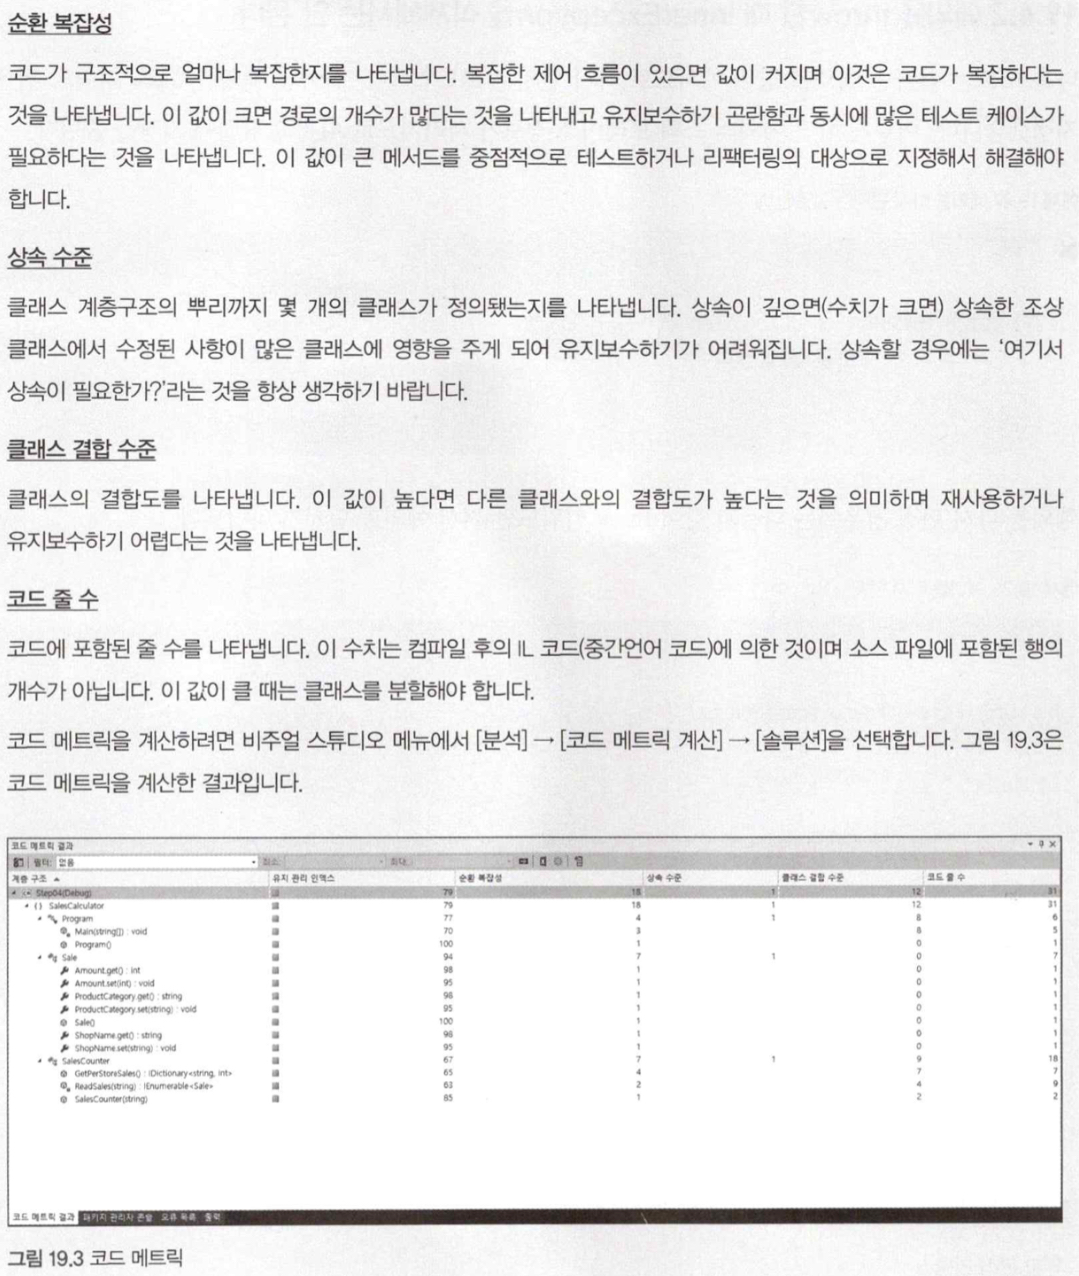 순환 복잡성
코드가 구조적으로 얼마나 복잡한지를 나타냅니다. 복잡한 제어 흐름이 있으면 값이 커지며 이것은 코드가 복잡하다는
것을 나타냅니다. 이 값이 크면 경로의 개수가 많다는 것을 나타내고 유지보수하기 곤란함과 동시에 많은 테스트 케이스가
필요하다는 것을 나타냅니다. 이 값이 큰 메서드를 중점적으로 테스트하거나 리팩터링의 대상으로 지정해서 해결해야
합니다.
상속 수준
클래스 계층구조의 뿌리까지 몇 개의 클래스가 정의됐는지를 나타냅니다. 상속이 깊으면(수치가 크면) 상속한 조상
클래스에서 수정된 사항이 많은 클래스에 영향을 주게 되어 유지보수하기가 어려워집니다. 상속할 경우에는 ‘여기서
상속이 필요한가?’라는 것을 항상 생각하기 바랍니다.
클래스 결합 수준
클래스의 결합도를 나타냅니다. 이 값이 높다면 다른 클래스와의 결합도가 높다는 것을 의미하며 재사용하거나
유지보수하기 어렵다는 것을 나타냅니다.
코드 줄 수
코드에 포함된 줄 수를 나타냅니다. 이 수치는 컴파일 후의 IL 코드(중간언어 코드)에 의한 것이며 소스 파일에 포함된 행의
개수가 아닙니다. 이 값이 클 때는 클래스를 분할해야 합니다.
코드 메트릭을 계산하려면 비주얼 스튜디오 메뉴에서 [분석] → [코드 메트릭 계산] → [솔루션]을 선택합니다. 그림 19.3은
코드 메트릭을 계산한 결과입니다.
코드 메트릭 결과
필터: 없음 최소: 최대:
계층 구조 유지 관리 인덱스 순환 복잡성 상속 수준 클래스 결합 수준 코드 줄 수
Step04(Debug) 79 18 1 12 31
{} SalesCalculator 79 18 1 12 31
Program 77 4 1 8 6
Main(string[]) : void 70 3 8 5
Program() 100 1 0 1
Sale 94 7 1 0 7
Amount.get() : int 98 1 0 1
Amount.set(int) : void 95 1 0 1
ProductCategory.get() : string 98 1 0 1
ProductCategory.set(string) : void 95 1 0 1
Sale() 100 1 0 1
ShopName.get() : string 98 1 0 1
ShopName.set(string) : void 95 1 0 1
SalesCounter 67 7 1 9 18
GetPerStoreSales() : IDictionary<string, int> 65 4 7 7
ReadSales(string) : IEnumerable<Sale> 63 2 4 9
SalesCounter(string) 85 1 2 2
코드 메트릭 결과 패키지 관리자 콘솔 오류 목록 출력
그림 19.3 코드 메트릭